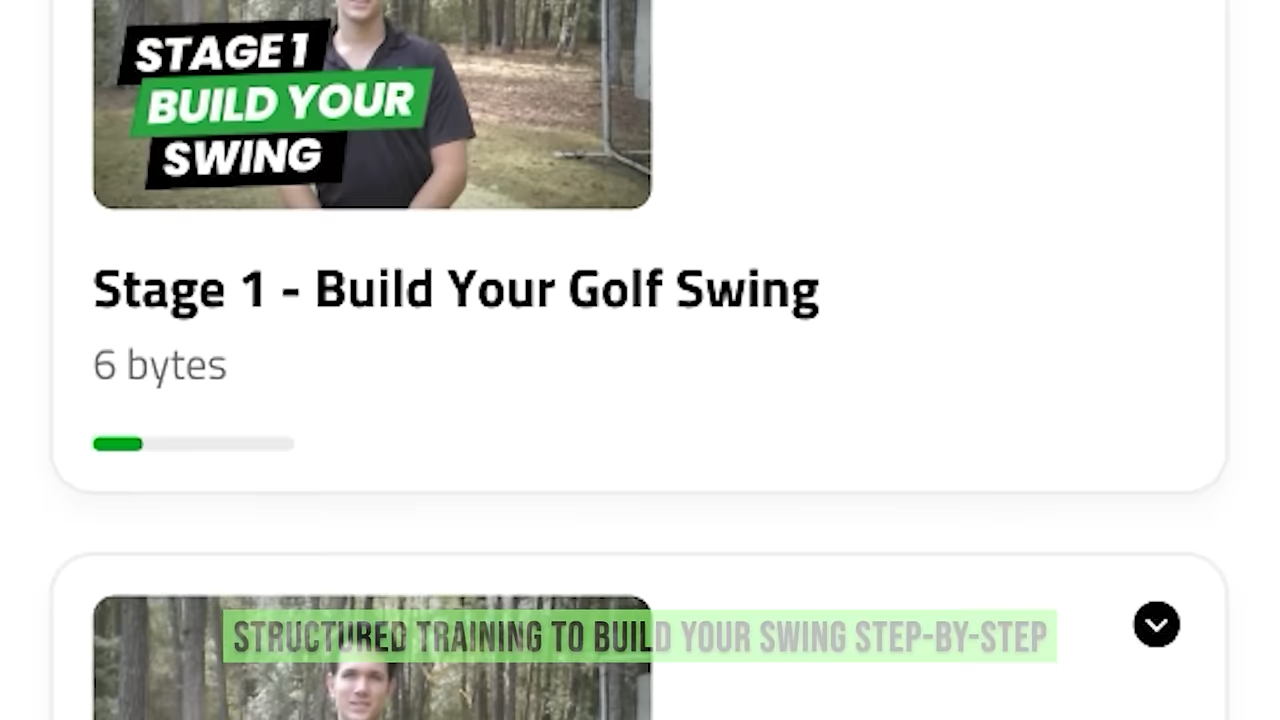 STAGE 1
BUILD YOUR
SWING
Stage 1 - Build Your Golf Swing
6 bytes
STRUCTURED TRAINING TO BUILD YOUR SWING STEP-BY-STEP